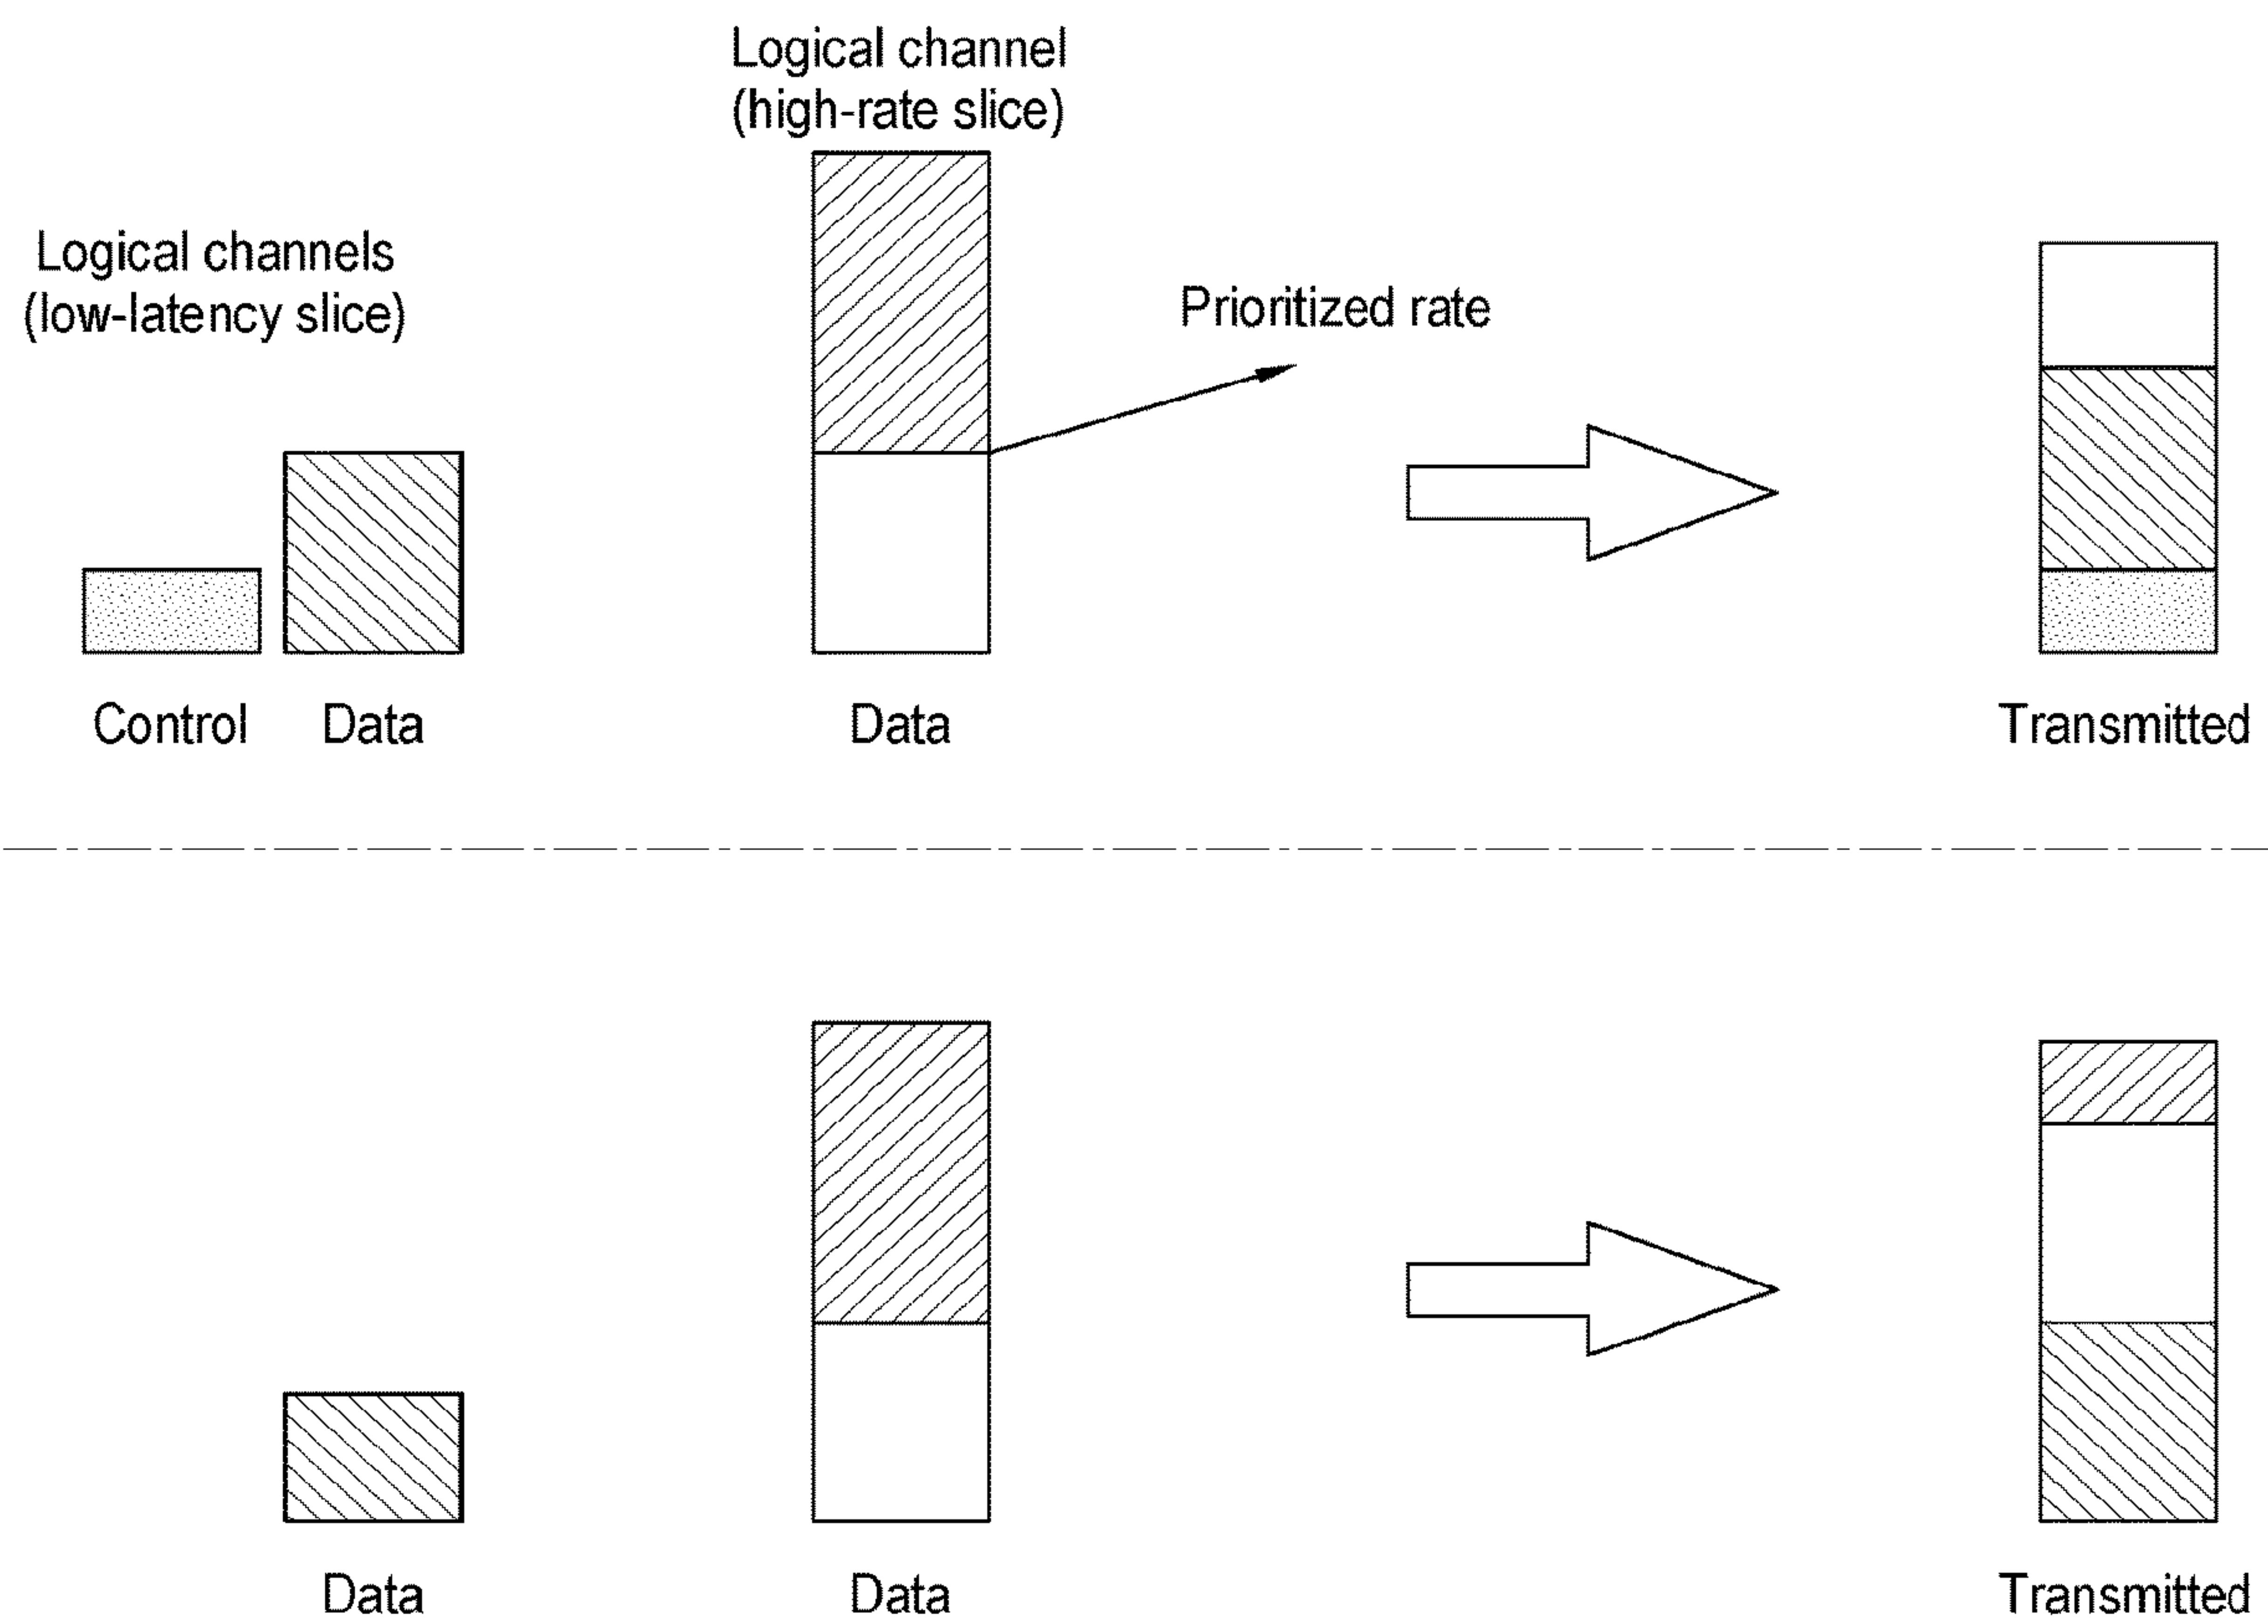 Logical channel
(high-rate slice)
Logical channels
(low-latency slice)
Prioritized rate
Control
Data
Data
Transmitted
Data
Data
Transmitted